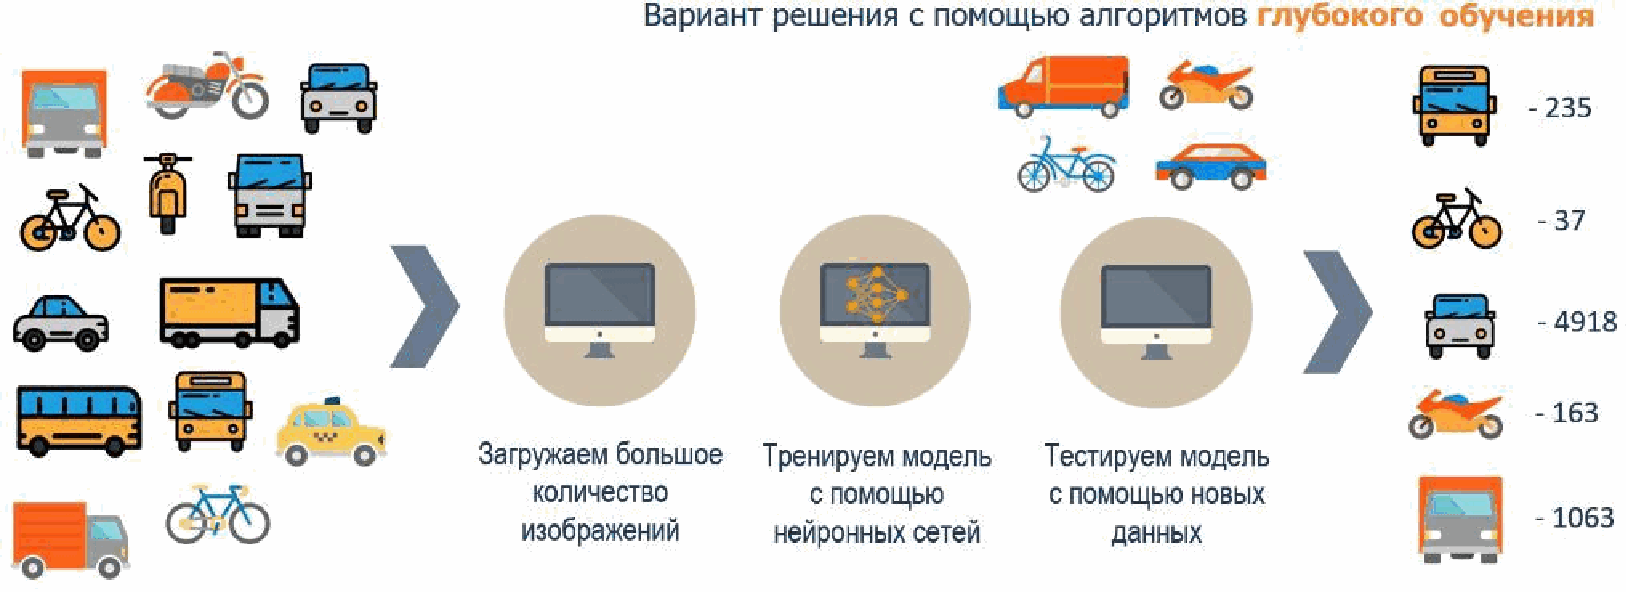 Вариант решения с помощью алгоритмов глубокого обучения
Загружаем большое
количество
изображений
Тренируем модель
с помощью
нейронных сетей
Тестируем модель
с помощью новых
данных
- 235
- 37
- 4918
- 163
- 1063